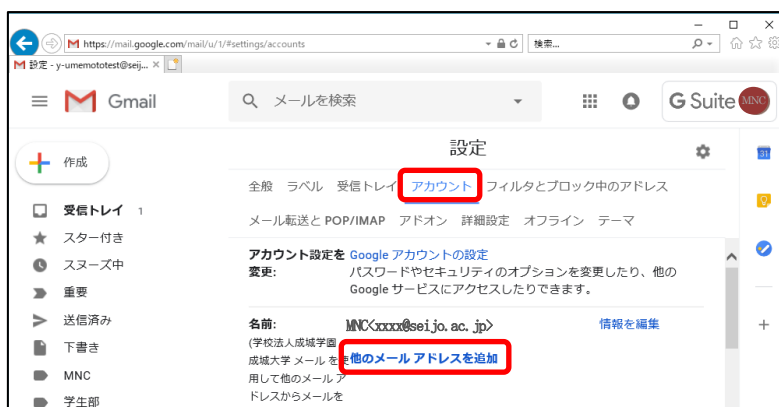 https://mail.google.com/mail/u/1/#settings/accounts
検索...
設定 - y-umemototest@seij...
Gmail
メールを検索
G Suite MNC
設定
作成
31
全般 ラベル 受信トレイ アカウント フィルタとブロック中のアドレス
受信トレイ 1
メール転送と POP/IMAP アドオン 詳細設定 オフライン テーマ
スター付き
アカウント設定を Google アカウントの設定
スヌーズ中
変更: パスワードやセキュリティのオプションを変更したり、他の
重要
Google サービスにアクセスしたりできます。
送信済み
名前: MNC<xxxx@seijo.ac.jp> 情報を編集
(学校法人成城学園
下書き
成城大学 メール を使 他のメール アドレスを追加
MNC
用して他のメール ア
学生部
ドレスからメールを